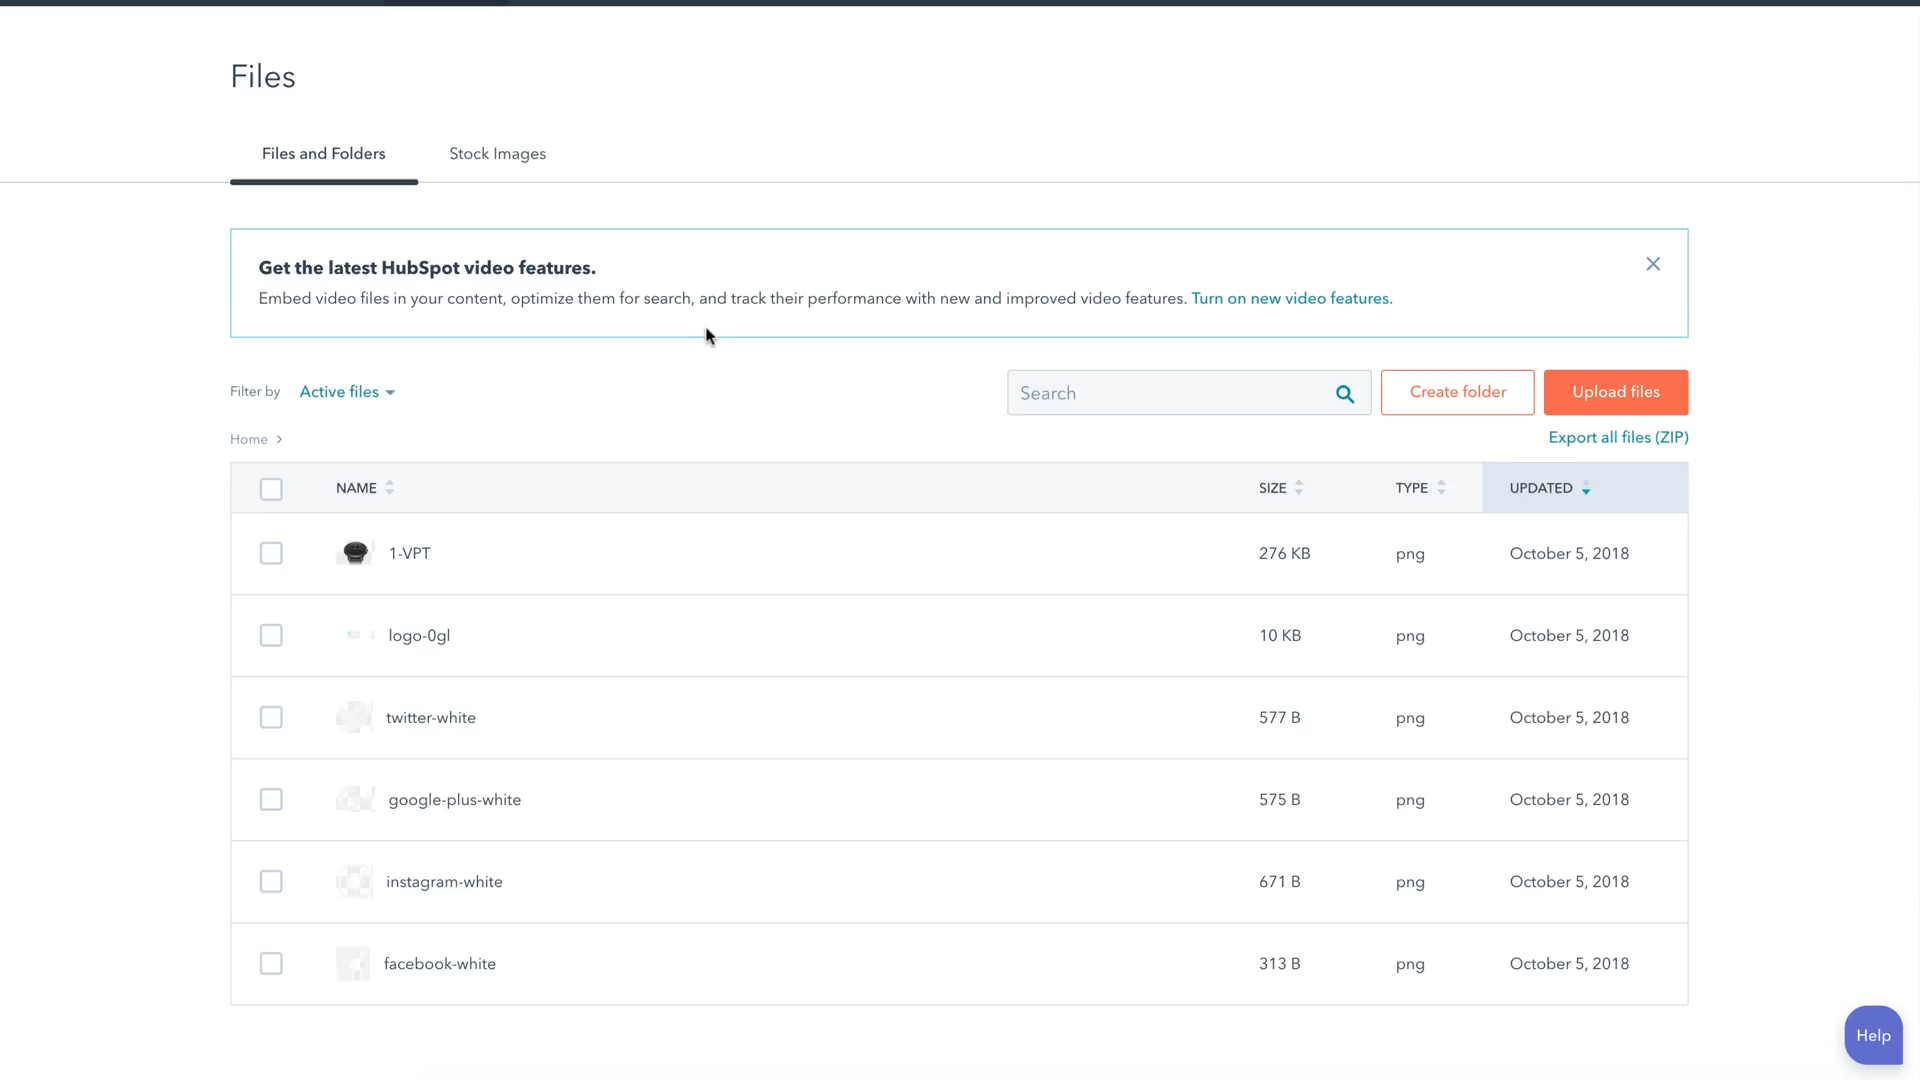 Files
Files and Folders
Stock Images
Get the latest HubSpot video features.
Embed video files in your content, optimize them for search, and track their performance with new and improved video features. Turn on new video features.
Filter by Active files
Search
Create folder
Upload files
Home
Export all files (ZIP)
NAME SIZE TYPE UPDATED
1-VPT 276 KB png October 5, 2018
logo-0gl 10 KB png October 5, 2018
twitter-white 577 B png October 5, 2018
google-plus-white 575 B png October 5, 2018
instagram-white 671 B png October 5, 2018
facebook-white 313 B png October 5, 2018
Help